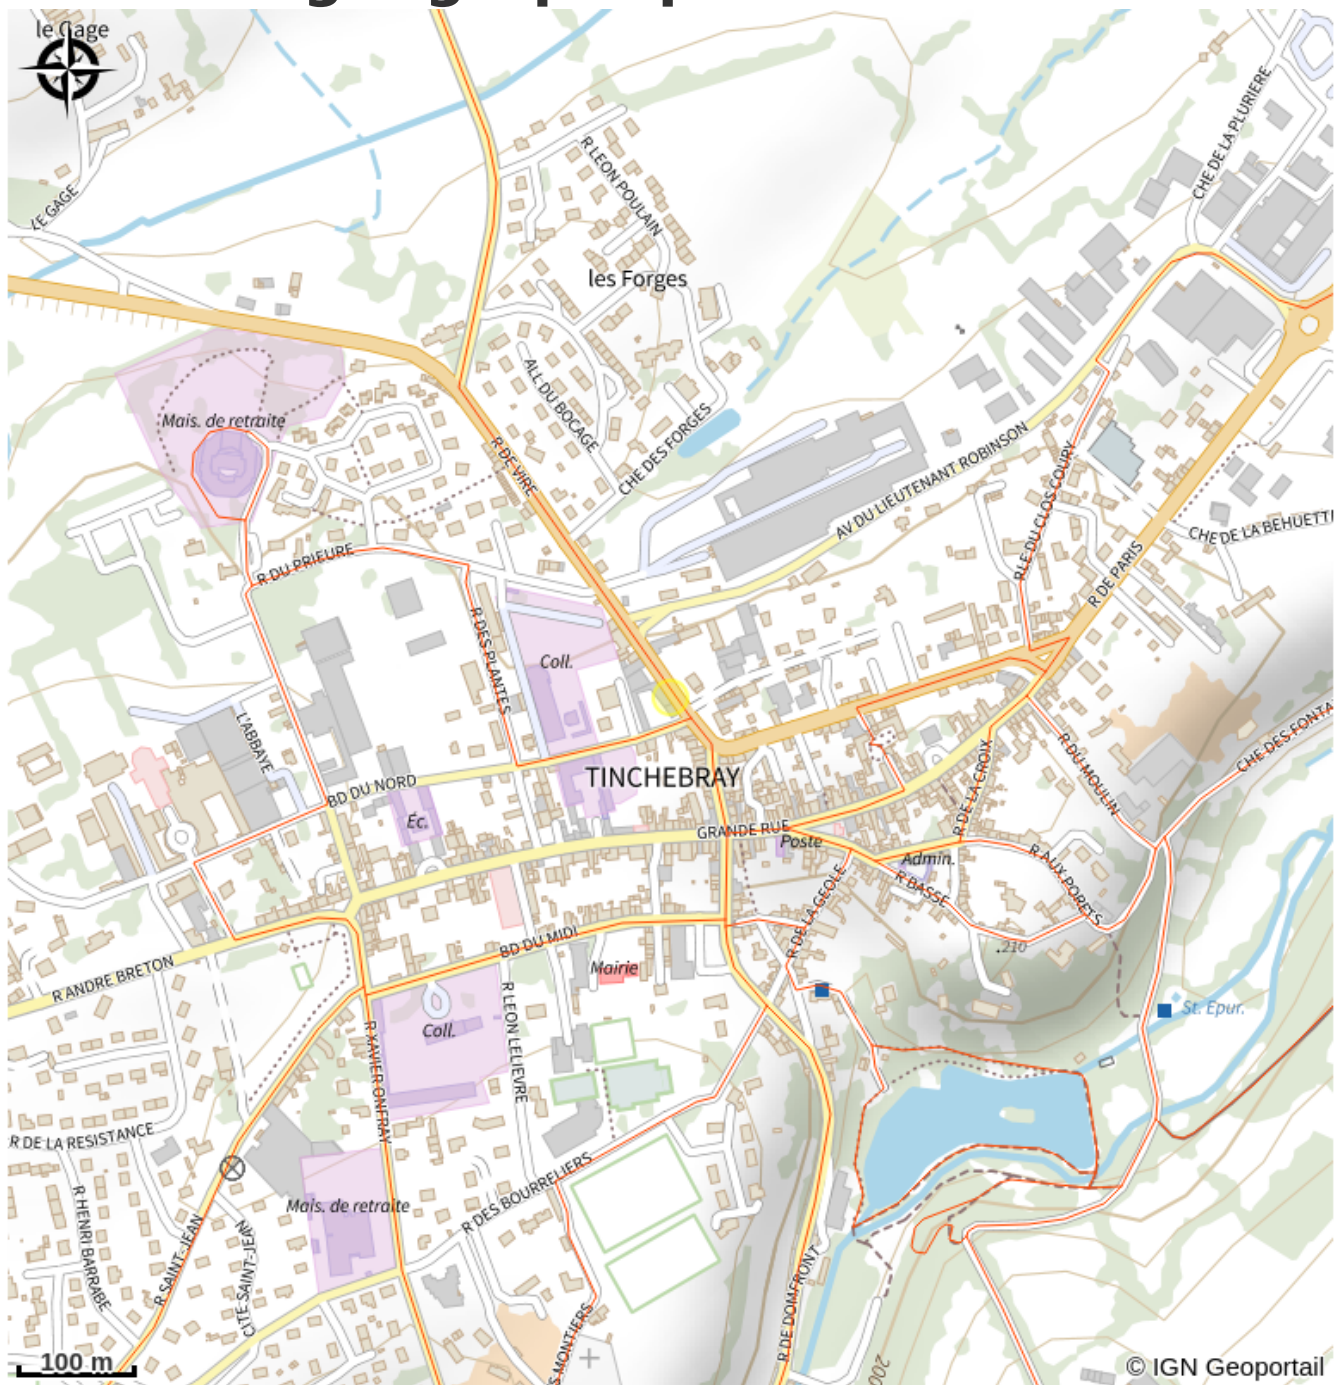 le Gage
LE GAGE
R LEON POULAIN
CHE DE LA PLURIERE
les Forges
ALL DU BOCAGE
Mais. de retraite
R DE VIRE
CHE DES FORGES
AV DU LIEUTENANT ROBINSON
RLE DU CLOS COURY
CHE DE LA BEHUETTI
R DU PRIEURE
R DE PARIS
R DES PLANTES
Coll.
L'ABBAYE
R DU MOULIN
CHE DES FONTA
BD DU NORD
TINCHEBRAY
R DE LA CROIX
Éc.
GRANDE RUE
Poste
Admin.
R AUX PORETS
R BASSE
R DE LA GEOLE
BD DU MIDI
.210
R ANDRE BRETON
Mairie
St. Epur.
R LEON LELIEVRE
Coll.
R XAVIER ONFRAY
R DE LA RESISTANCE
R HENRI BARRABE
Mais. de retraite
R DES BOURRELIERS
R SAINT-JEAN
CITE SAINT-JEAN
R DE DOMFRONT
S MONTIERS
200
100 m
© IGN Geoportail